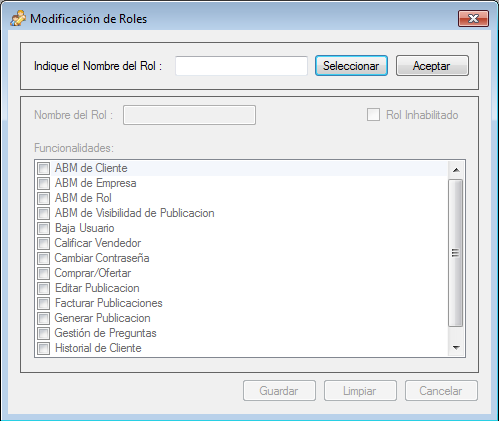 Modificación de Roles
Indique el Nombre del Rol :
Seleccionar
Aceptar
Nombre del Rol :
Rol Inhabilitado
Funcionalidades:
ABM de Cliente
ABM de Empresa
ABM de Rol
ABM de Visibilidad de Publicacion
Baja Usuario
Calificar Vendedor
Cambiar Contraseña
Comprar/Ofertar
Editar Publicacion
Facturar Publicaciones
Generar Publicacion
Gestión de Preguntas
Historial de Cliente
Guardar
Limpiar
Cancelar